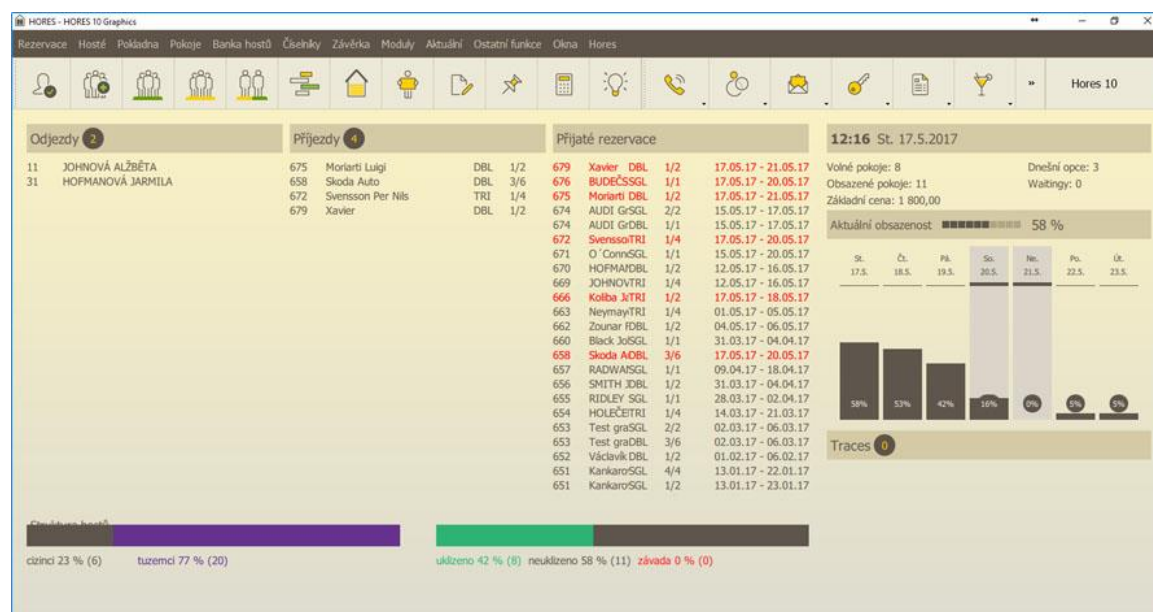 HORES - HORES 10 Graphics
Rezervace Hosté Pokladna Pokoje Banka hostů Číselníky Závěrka Moduly Aktuální Ostatní funkce Okna Hores
» Hores 10
Odjezdy 2
11 JOHNOVÁ ALŽBĚTA
31 HOFMANOVÁ JARMILA
Příjezdy 4
675 Moriarti Luigi DBL 1/2
658 Skoda Auto DBL 3/6
672 Svensson Per Nils TRI 1/4
679 Xavier DBL 1/2
Přijaté rezervace
679 Xavier DBL 1/2 17.05.17 - 21.05.17
676 BUDEČSSGL 1/1 17.05.17 - 20.05.17
675 Moriarti DBL 1/2 17.05.17 - 21.05.17
674 AUDI GrSGL 2/2 15.05.17 - 17.05.17
674 AUDI GrDBL 1/1 15.05.17 - 17.05.17
672 SvenssoTRI 1/4 17.05.17 - 20.05.17
671 O´ConnSGL 1/1 15.05.17 - 20.05.17
670 HOFMADBL 1/2 12.05.17 - 16.05.17
669 JOHNOVTRI 1/4 12.05.17 - 16.05.17
666 Koliba JTRI 1/2 17.05.17 - 18.05.17
663 NeymayTRI 1/4 01.05.17 - 05.05.17
662 Zounar DBL 1/2 04.05.17 - 06.05.17
660 Black JoSGL 1/1 31.03.17 - 04.04.17
658 Skoda ADBL 3/6 17.05.17 - 20.05.17
657 RADWASGL 1/1 09.04.17 - 18.04.17
656 SMITH DBL 1/2 31.03.17 - 04.04.17
655 RIDLEY SGL 1/1 28.03.17 - 02.04.17
654 HOLEČETRI 1/4 14.03.17 - 21.03.17
653 Test graSGL 2/2 02.03.17 - 06.03.17
653 Test graDBL 3/6 02.03.17 - 06.03.17
652 Václavík DBL 1/2 01.02.17 - 06.02.17
651 KankaroSGL 4/4 13.01.17 - 22.01.17
651 KankaroSGL 1/2 13.01.17 - 23.01.17
12:16 St. 17.5.2017
Volné pokoje: 8 Dnešní opce: 3
Obsazené pokoje: 11 Waitingy: 0
Základní cena: 1 800,00
Aktuální obsazenost 58 %
St. Čt. Pá. So. Ne. Po. Út.
17.5. 18.5. 19.5. 20.5. 21.5. 22.5. 23.5.
58% 53% 42% 16% 0% 5% 5%
Traces 0
Struktura hostů
cizinci 23 % (6) tuzemci 77 % (20)
uklizeno 42 % (8) neuklizeno 58 % (11) závada 0 % (0)